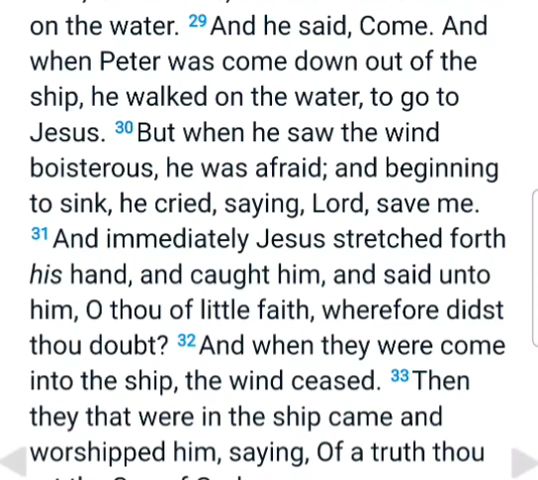 on the water. 29 And he said, Come. And
when Peter was come down out of the
ship, he walked on the water, to go to
Jesus. 30 But when he saw the wind
boisterous, he was afraid; and beginning
to sink, he cried, saying, Lord, save me.
31 And immediately Jesus stretched forth
his hand, and caught him, and said unto
him, O thou of little faith, wherefore didst
thou doubt? 32 And when they were come
into the ship, the wind ceased. 33 Then
they that were in the ship came and
worshipped him, saying, Of a truth thou